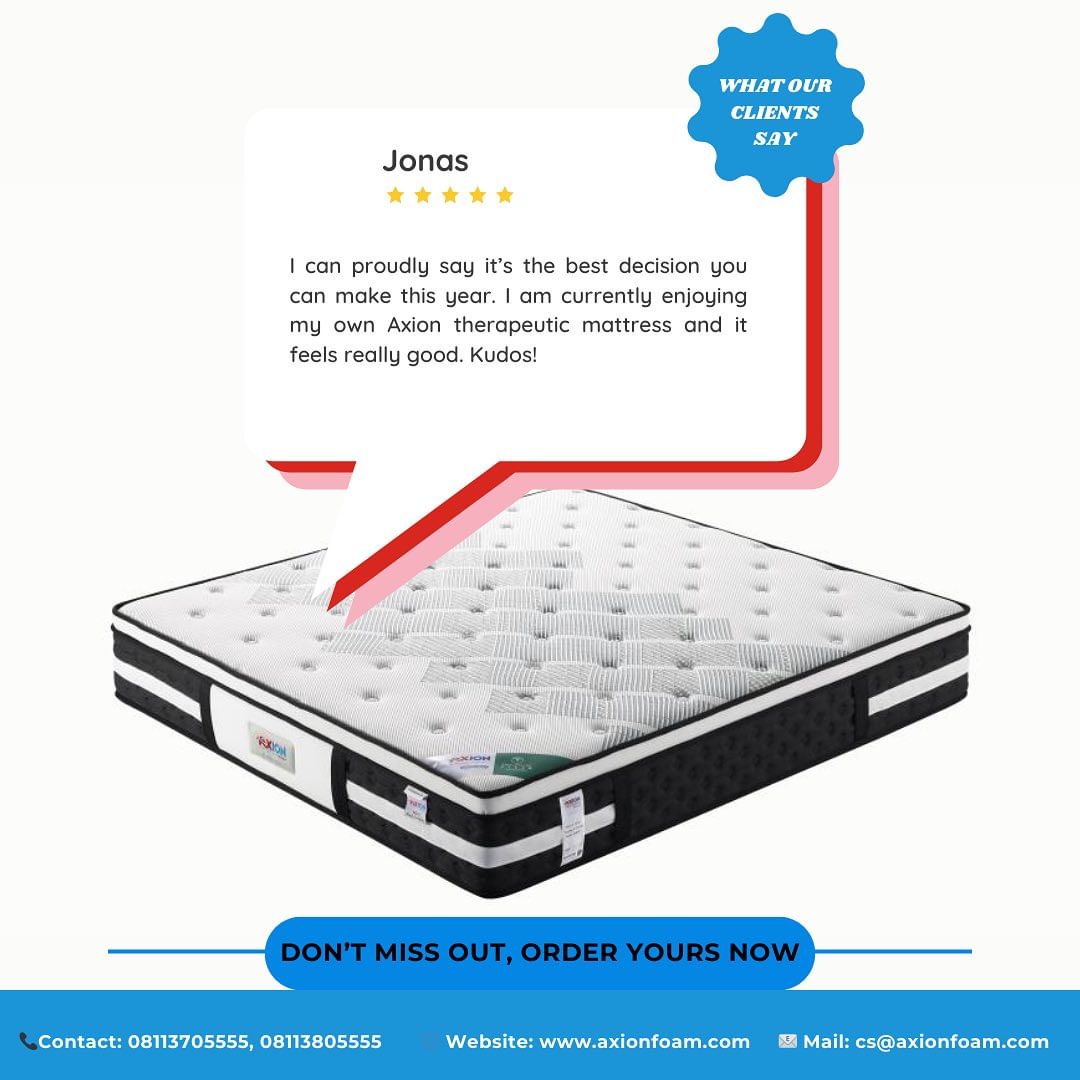 WHAT OUR
CLIENTS
SAY
Jonas
I can proudly say it’s the best decision you
can make this year. I am currently enjoying
my own Axion therapeutic mattress and it
feels really good. Kudos!
AXION
AXION
AXION
DON’T MISS OUT, ORDER YOURS NOW
Contact: 08113705555, 08113805555
Website: www.axionfoam.com
Mail: cs@axionfoam.com